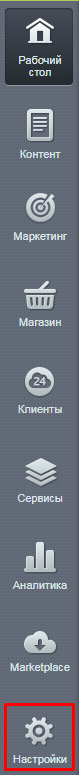 Рабочий
стол
Контент
Маркетинг
Магазин
24
Клиенты
Сервисы
Аналитика
Marketplace
Настройки